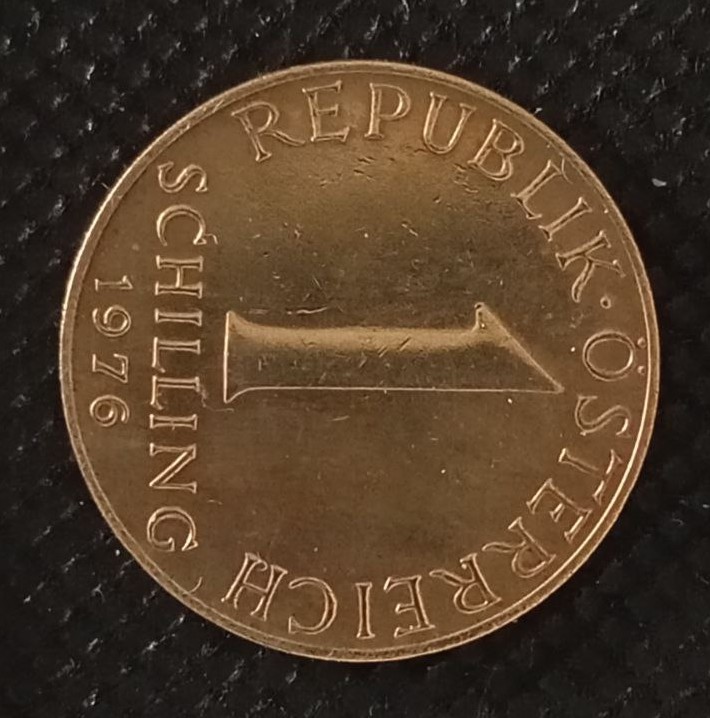 REPUBLIK·ÖSTERREICH
1
SCHILLING
1976